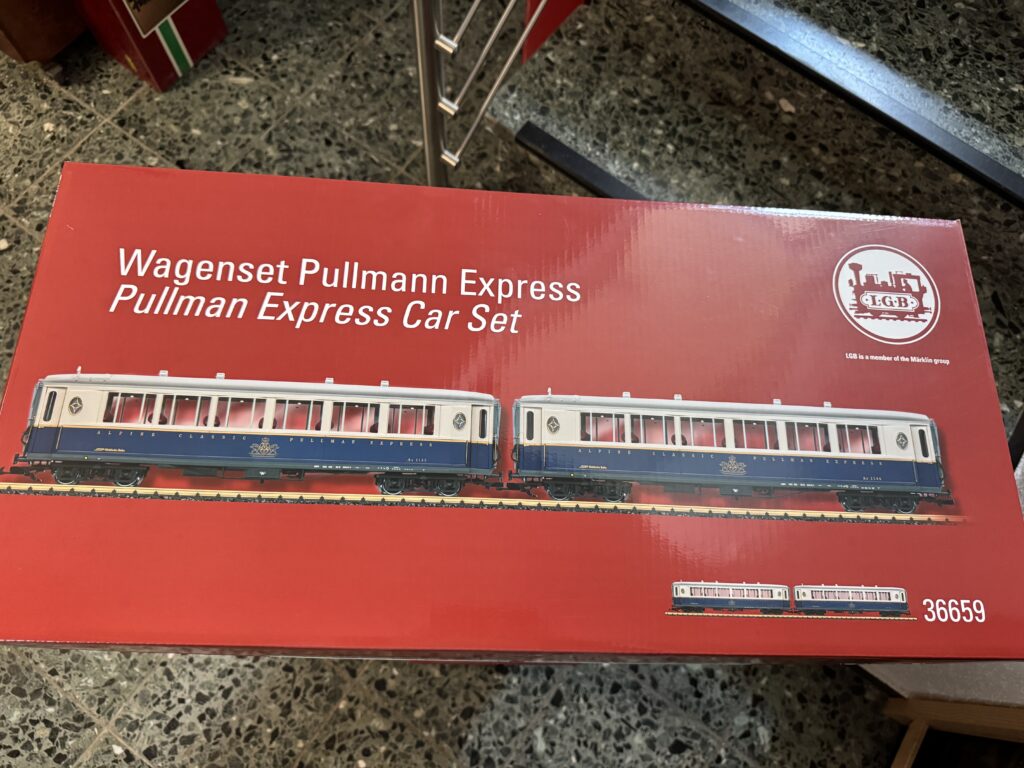 Wagenset Pullmann Express
Pullman Express Car Set
LGB
LGB is a member of the Märklin group
ALPINE CLASSIC PULLMAN EXPRESS
ALPINE CLASSIC PULLMAN EXPRESS
36659